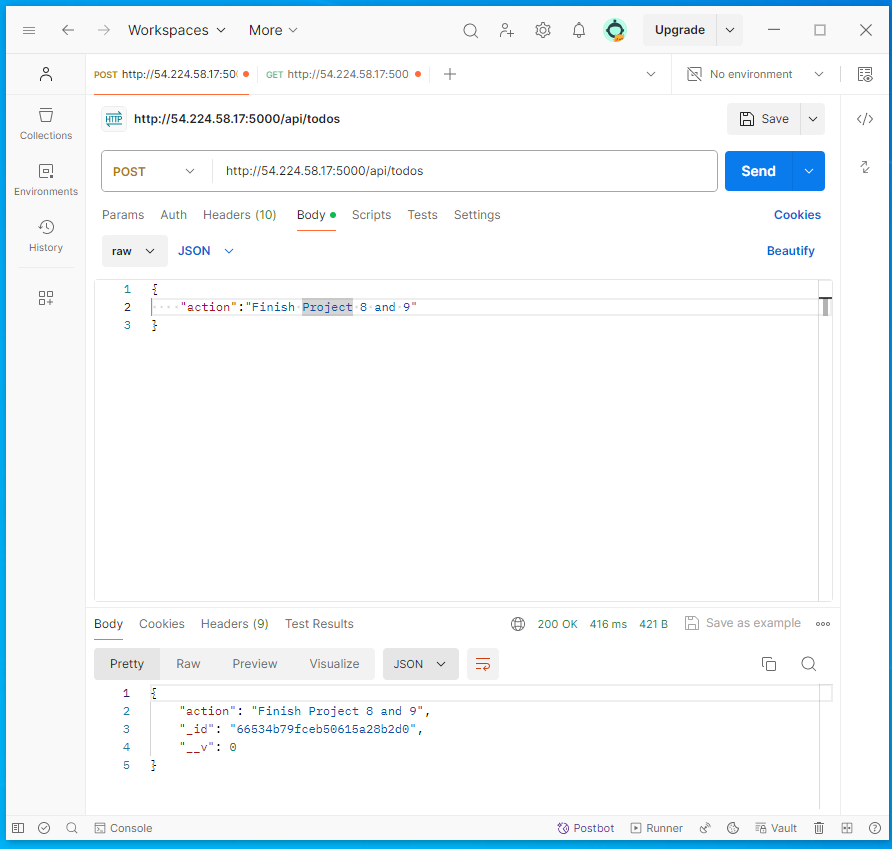 Workspaces More Upgrade
POST http://54.224.58.17:500 GET http://54.224.58.17:500 No environment
HTTP http://54.224.58.17:5000/api/todos Save
Collections
POST http://54.224.58.17:5000/api/todos Send
Environments
Params Auth Headers (10) Body Scripts Tests Settings Cookies
History
raw JSON Beautify
1 {
2 "action":"Finish Project 8 and 9"
3 }
Body Cookies Headers (9) Test Results 200 OK 416 ms 421 B Save as example
Pretty Raw Preview Visualize JSON
1 {
2 "action": "Finish Project 8 and 9",
3 "_id": "66534b79fceb50615a28b2d0",
4 "__v": 0
5 }
Console Postbot Runner Vault